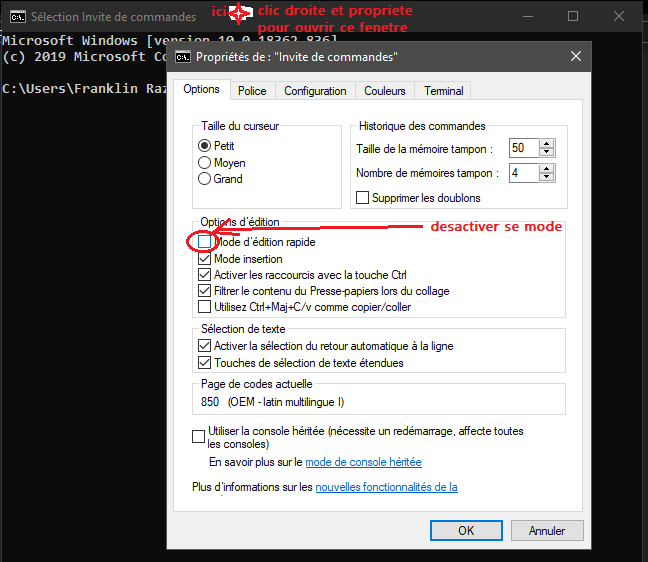 Sélection Invite de commandes
ici
clic droite et propriete
pour ouvrir ce fenetre
Microsoft Windows [version 10.0.18362.836]
(c) 2019 Microsoft Co
C:\Users\Franklin Raz
Propriétés de : "Invite de commandes"
Options Police Configuration Couleurs Terminal
Taille du curseur
Petit
Moyen
Grand
Historique des commandes
Taille de la mémoire tampon : 50
Nombre de mémoires tampon : 4
Supprimer les doublons
Options d'édition
desactiver se mode
Mode d'édition rapide
Mode insertion
Activer les raccourcis avec la touche Ctrl
Filtrer le contenu du Presse-papiers lors du collage
Utilisez Ctrl+Maj+C/v comme copier/coller
Sélection de texte
Activer la sélection du retour automatique à la ligne
Touches de sélection de texte étendues
Page de codes actuelle
850 (OEM - latin multilingue I)
Utiliser la console héritée (nécessite un redémarrage, affecte toutes
les consoles)
En savoir plus sur le mode de console héritée
Plus d'informations sur les nouvelles fonctionnalités de la
OK Annuler